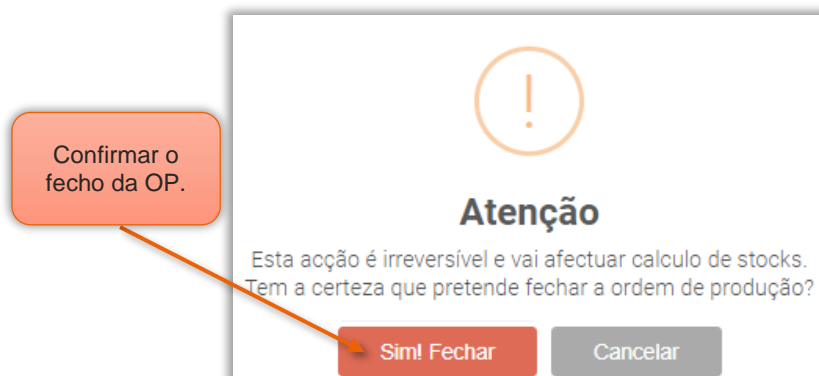 Confirmar o
fecho da OP.
!
Atenção
Esta acção é irreversível e vai afectuar calculo de stocks.
Tem a certeza que pretende fechar a ordem de produção?
Sim! Fechar
Cancelar